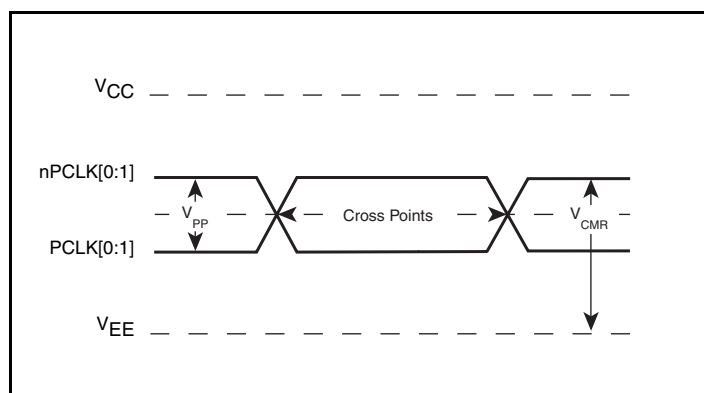 VCC
nPCLK[0:1]
VPP
Cross Points
VCMR
PCLK[0:1]
VEE